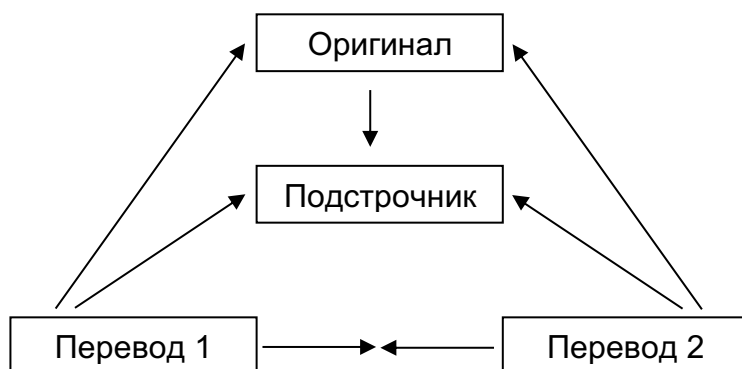 Оригинал
Подстрочник
Перевод 1
Перевод 2